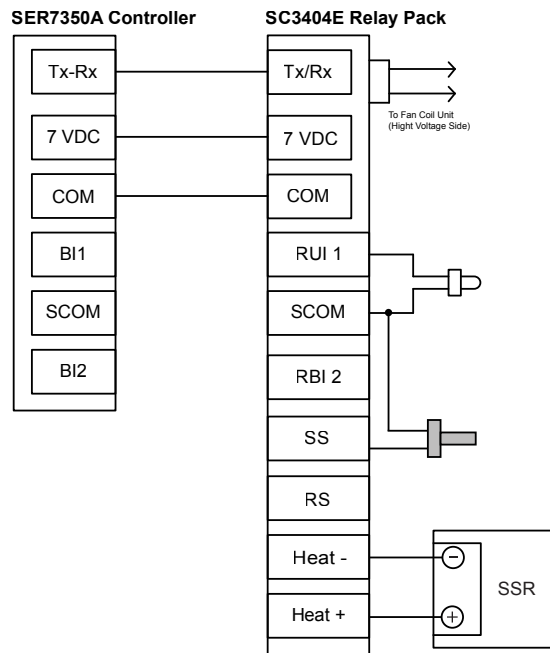 SER7350A Controller
SC3404E Relay Pack
Tx-Rx
7 VDC
COM
BI1
SCOM
BI2
Tx/Rx
7 VDC
COM
RUI 1
SCOM
RBI 2
SS
RS
Heat -
Heat +
To Fan Coil Unit
(Hight Voltage Side)
−
+
SSR